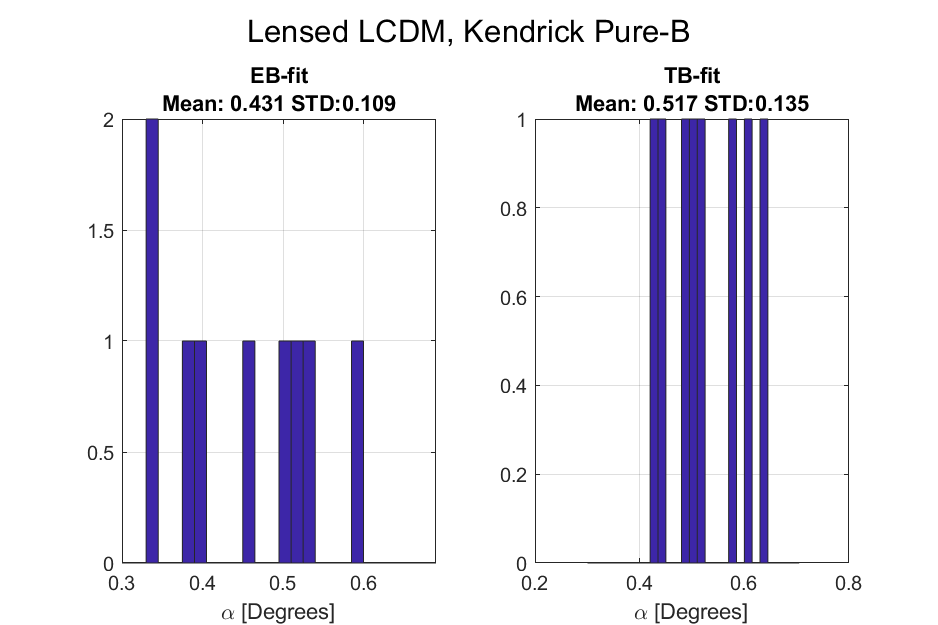 Lensed LCDM, Kendrick Pure-B
EB-fit
Mean: 0.431 STD:0.109
2
1.5
1
0.5
0
0.3 0.4 0.5 0.6
α [Degrees]
TB-fit
Mean: 0.517 STD:0.135
1
0.8
0.6
0.4
0.2
0
0.2 0.4 0.6 0.8
α [Degrees]